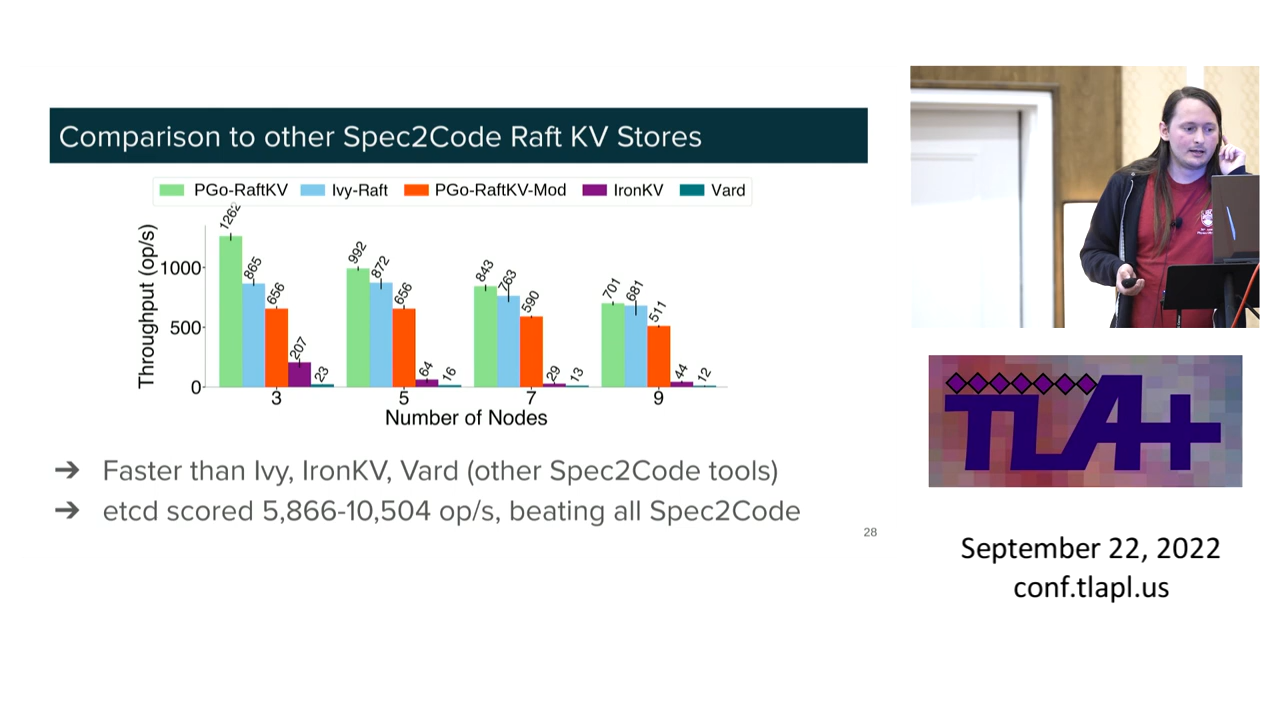 Comparison to other Spec2Code Raft KV Stores
PGo-RaftKV Ivy-Raft PGo-RaftKV-Mod IronKV Vard
Throughput (op/s)
1000
500
0
1262 865 656 207 23
992 872 656 64 16
843 763 590 29 13
701 681 511 44 12
3 5 7 9
Number of Nodes
➔ Faster than Ivy, IronKV, Vard (other Spec2Code tools)
➔ etcd scored 5,866-10,504 op/s, beating all Spec2Code
28
TLA+
September 22, 2022
conf.tlapl.us